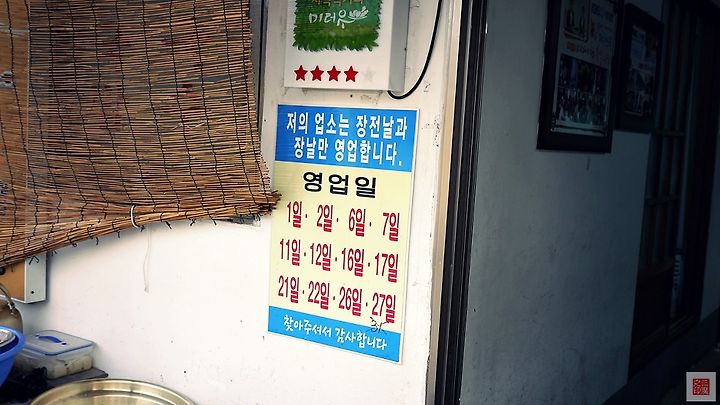 미더유
저의 업소는 장전날과
장날만 영업합니다.
영업일
1일 · 2일 · 6일 · 7일
11일 · 12일 · 16일 · 17일
21일 · 22일 · 26일 · 27일
찾아주셔서 감사합니다